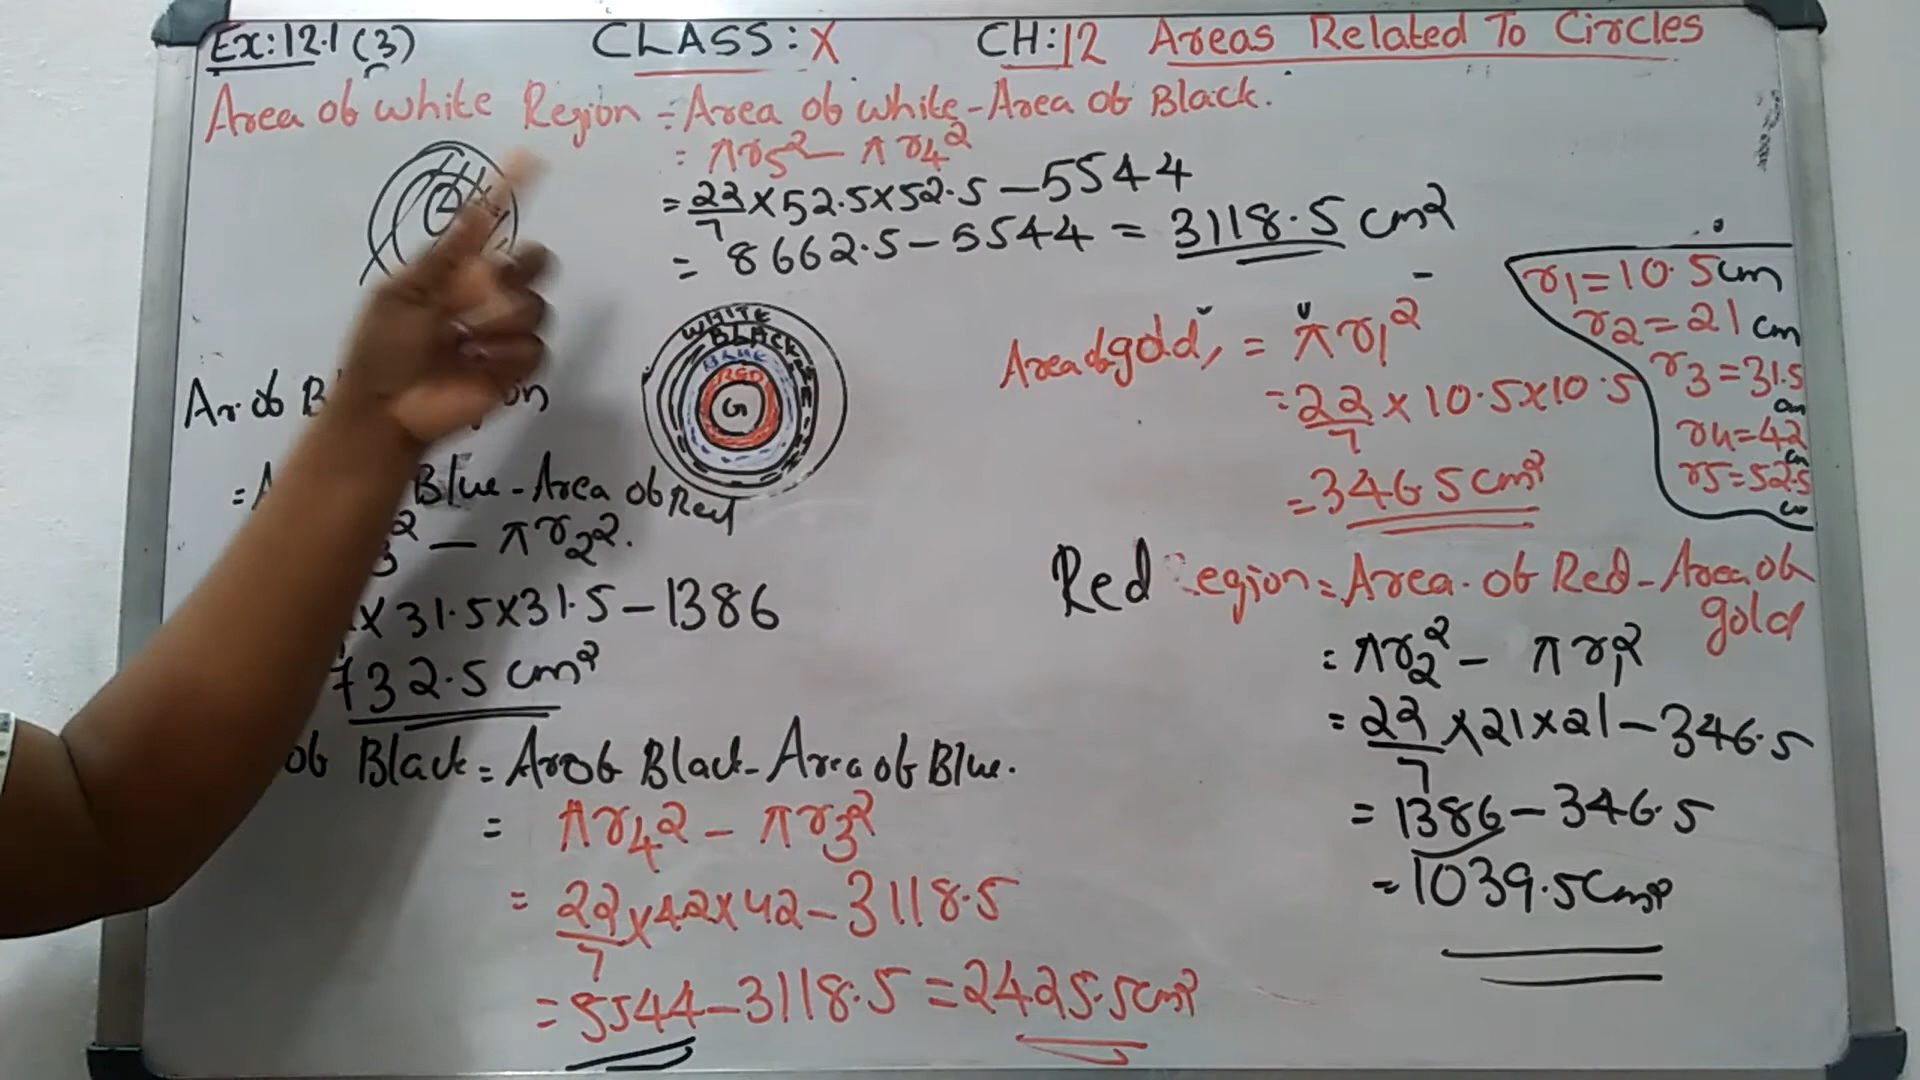 Ex:12.1 (3) CLASS: X CH:12 Areas Related To Circles
Area of white Region = Area of white - Area of Black.
= πr5² - πr4²
= 22/7 × 52.5 × 52.5 - 5544
= 8662.5 - 5544 = 3118.5 cm²
r1 = 10.5cm
r2 = 21 cm
r3 = 31.5 cm
r4 = 42 cm
r5 = 52.5 cm
WHITE
BLACK
BLUE
RED
G
Area of gold, = πr1²
= 22/7 × 10.5 × 10.5
= 346.5 cm²
Ar of B
= A Blue - Area of Red
3² - πr2².
× 31.5 × 31.5 - 1386
732.5 cm²
of Black = Ar of Black - Area of Blue.
= πr4² - πr3²
= 22/7 × 42 × 42 - 3118.5
= 5544 - 3118.5 = 2425.5 cm²
Red Region = Area of Red - Area of gold
= πr2² - πr1²
= 22/7 × 21 × 21 - 346.5
= 1386 - 346.5
= 1039.5 cm²